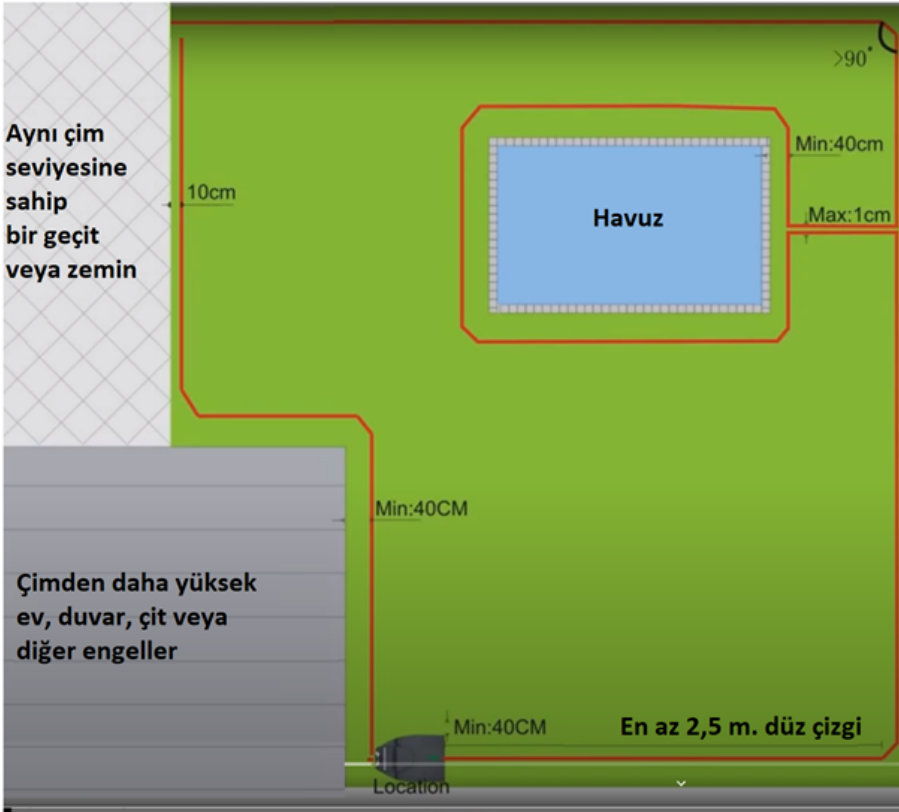 >90°
Aynı çim
seviyesine
sahip
bir geçit
veya zemin
Min:40cm
10cm
Havuz
Max:1cm
Min:40CM
Çimden daha yüksek
ev, duvar, çit veya
diğer engeller
Min:40CM
En az 2,5 m. düz çizgi
Location